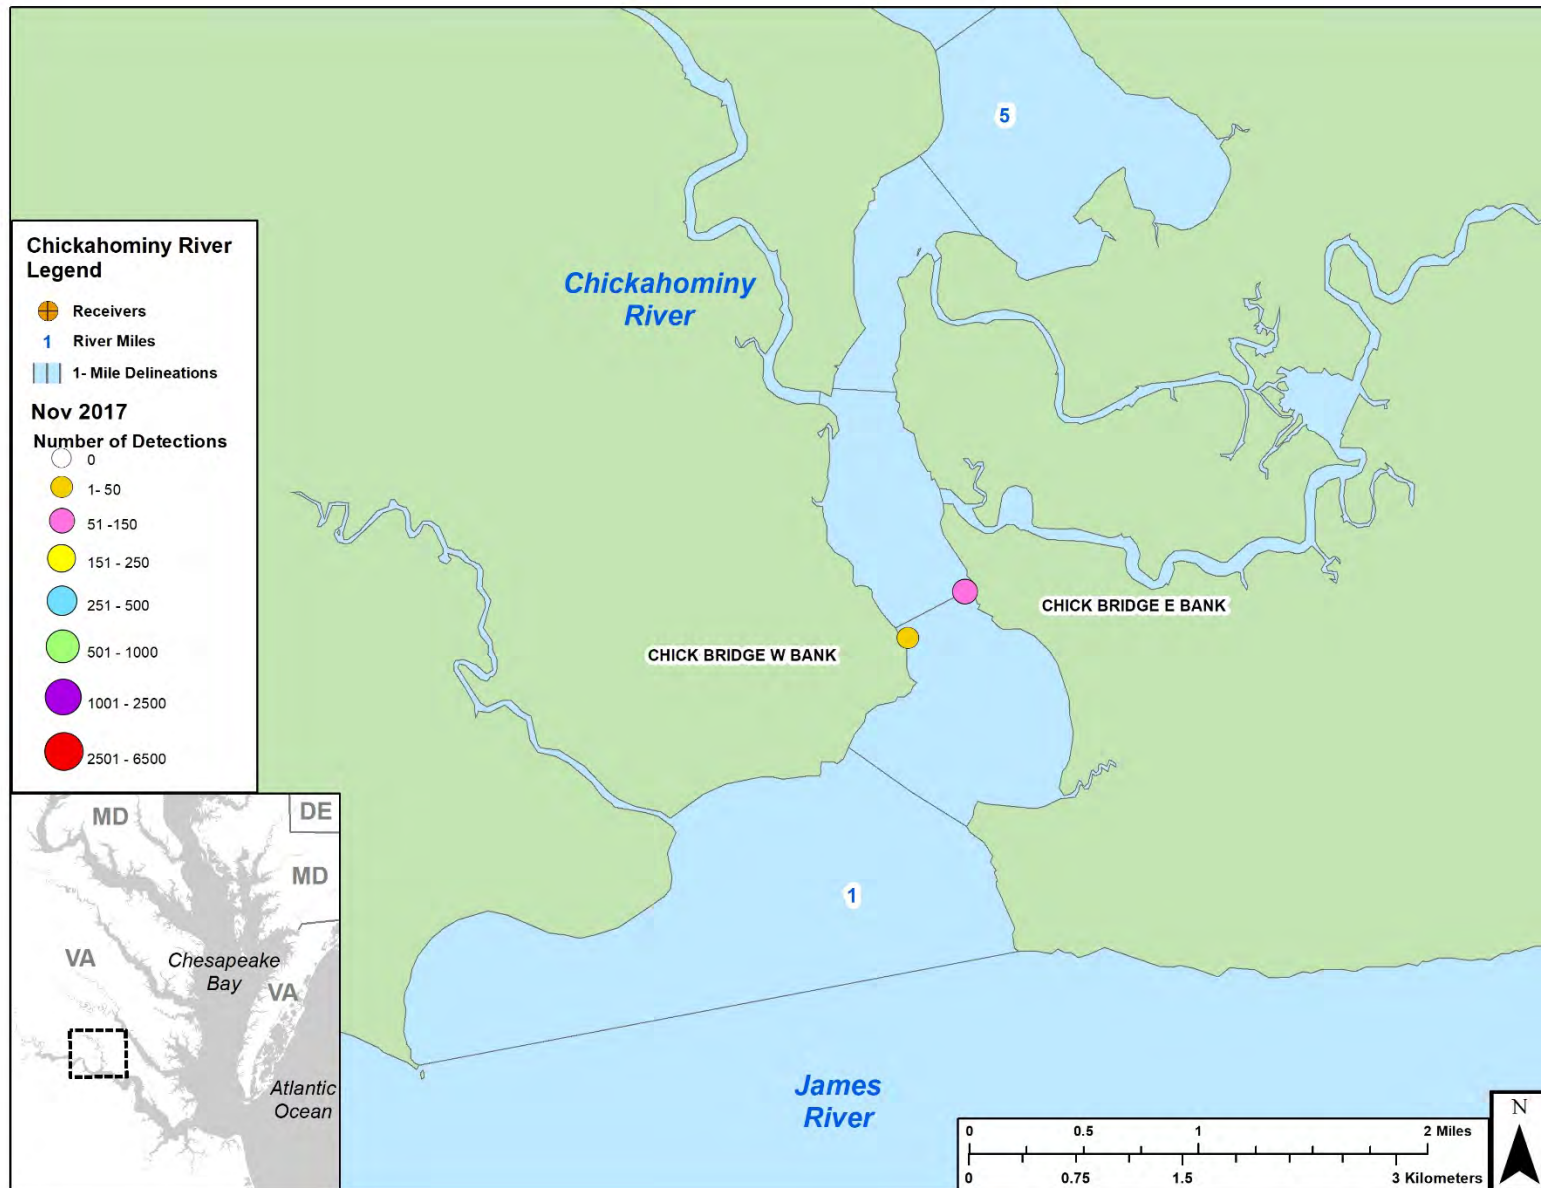 5
Chickahominy
River
Chickahominy River
Legend
Receivers
1 River Miles
1- Mile Delineations
Nov 2017
Number of Detections
0
1- 50
51 -150
151 - 250
251 - 500
501 - 1000
1001 - 2500
2501 - 6500
CHICK BRIDGE E BANK
CHICK BRIDGE W BANK
1
James
River
MD
DE
MD
VA
Chesapeake
Bay
VA
Atlantic
Ocean
0 0.5 1 2 Miles
0 0.75 1.5 3 Kilometers
N